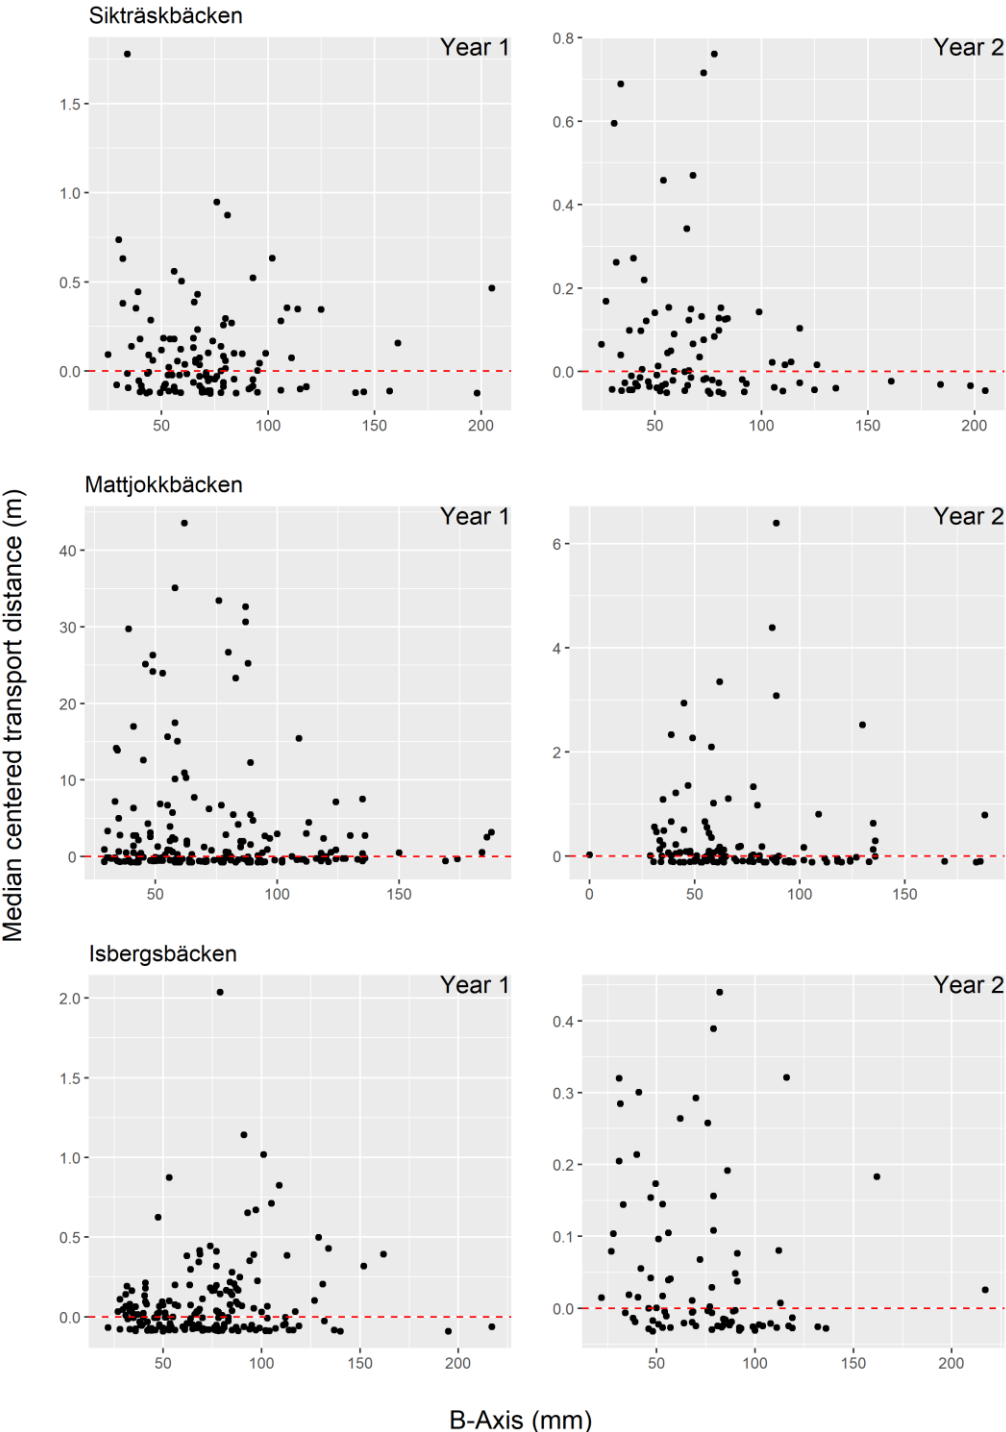 Sikträskbäcken
Year 1
Year 2
1.5
1.0
0.5
0.0
50 100 150 200
0.8
0.6
0.4
0.2
0.0
50 100 150 200
Mattjokkbäcken
Year 1
Year 2
40
30
20
10
0
50 100 150
6
4
2
0
0 50 100 150
Isbergsbäcken
Year 1
Year 2
2.0
1.5
1.0
0.5
0.0
50 100 150 200
0.4
0.3
0.2
0.1
0.0
50 100 150 200
Median centered transport distance (m)
B-Axis (mm)